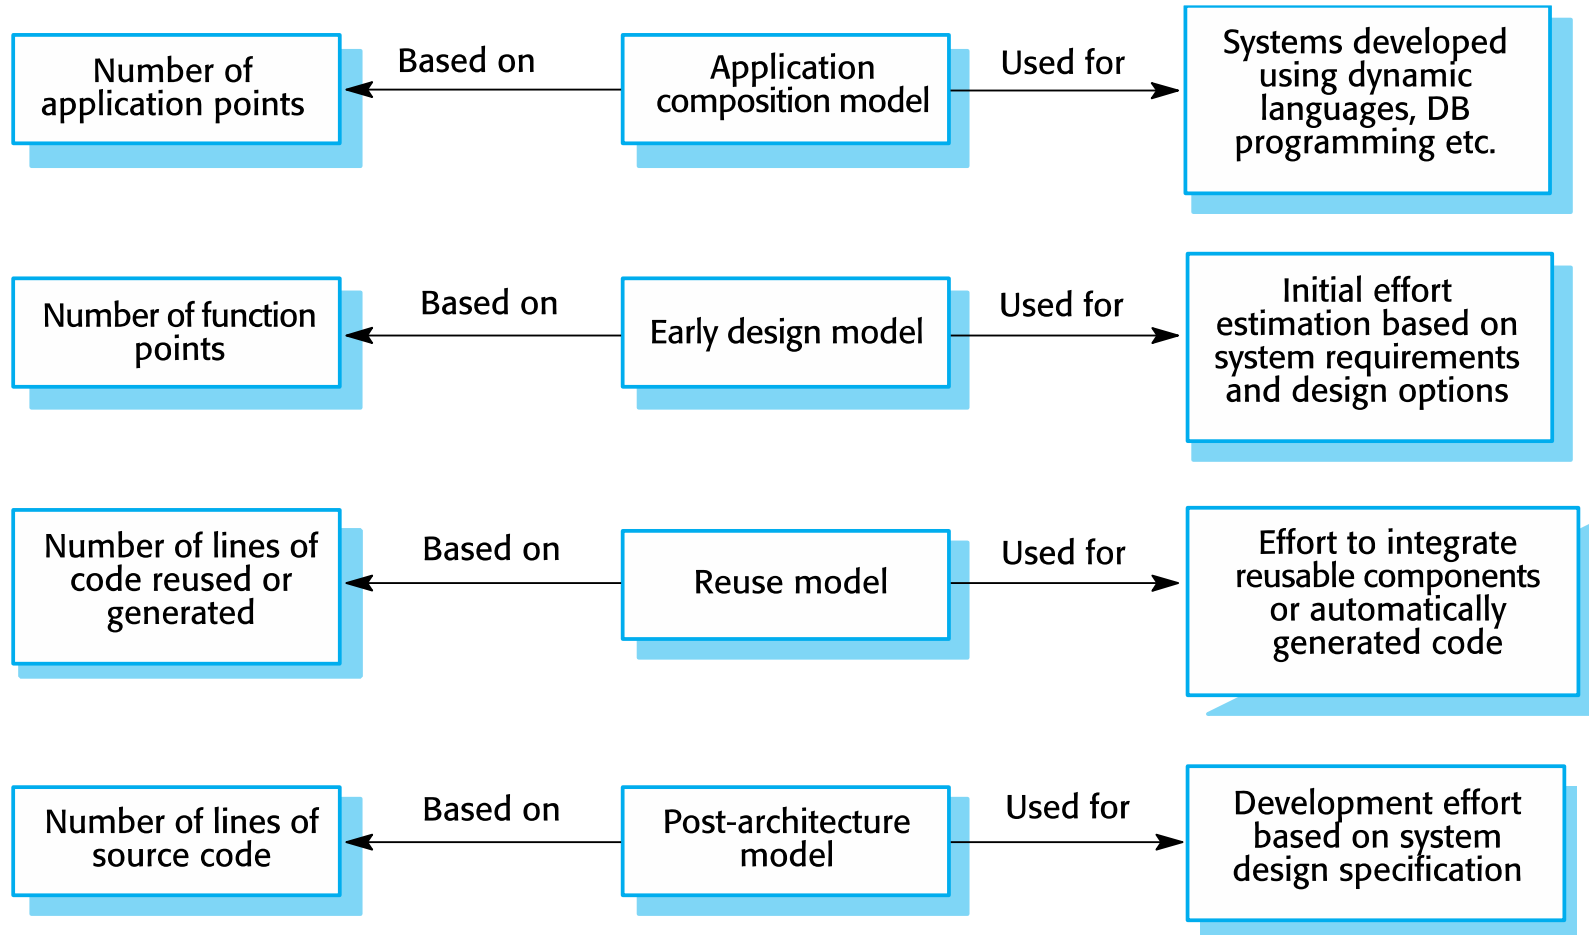 Number of
application points
Based on
Application
composition model
Used for
Systems developed
using dynamic
languages, DB
programming etc.
Number of function
points
Based on
Early design model
Used for
Initial effort
estimation based on
system requirements
and design options
Number of lines of
code reused or
generated
Based on
Reuse model
Used for
Effort to integrate
reusable components
or automatically
generated code
Number of lines of
source code
Based on
Post-architecture
model
Used for
Development effort
based on system
design specification